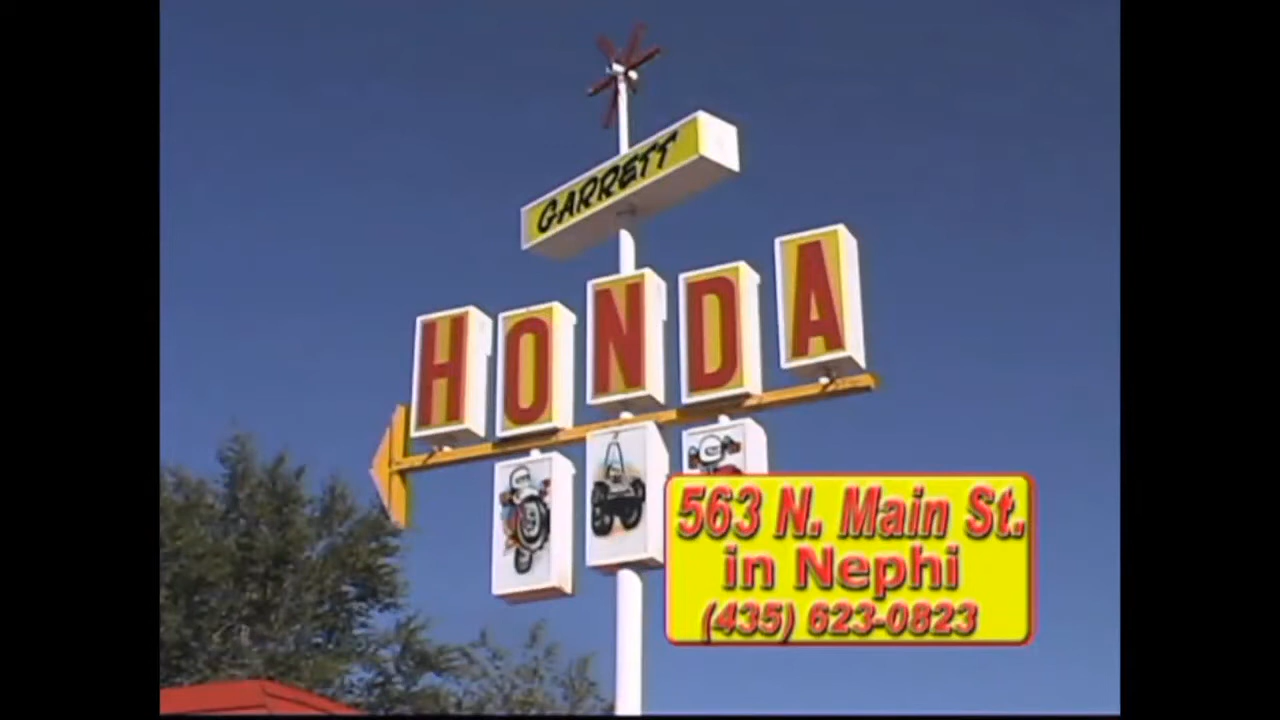 GARRETT
HONDA
563 N. Main St.
in Nephi
(435) 623-0823